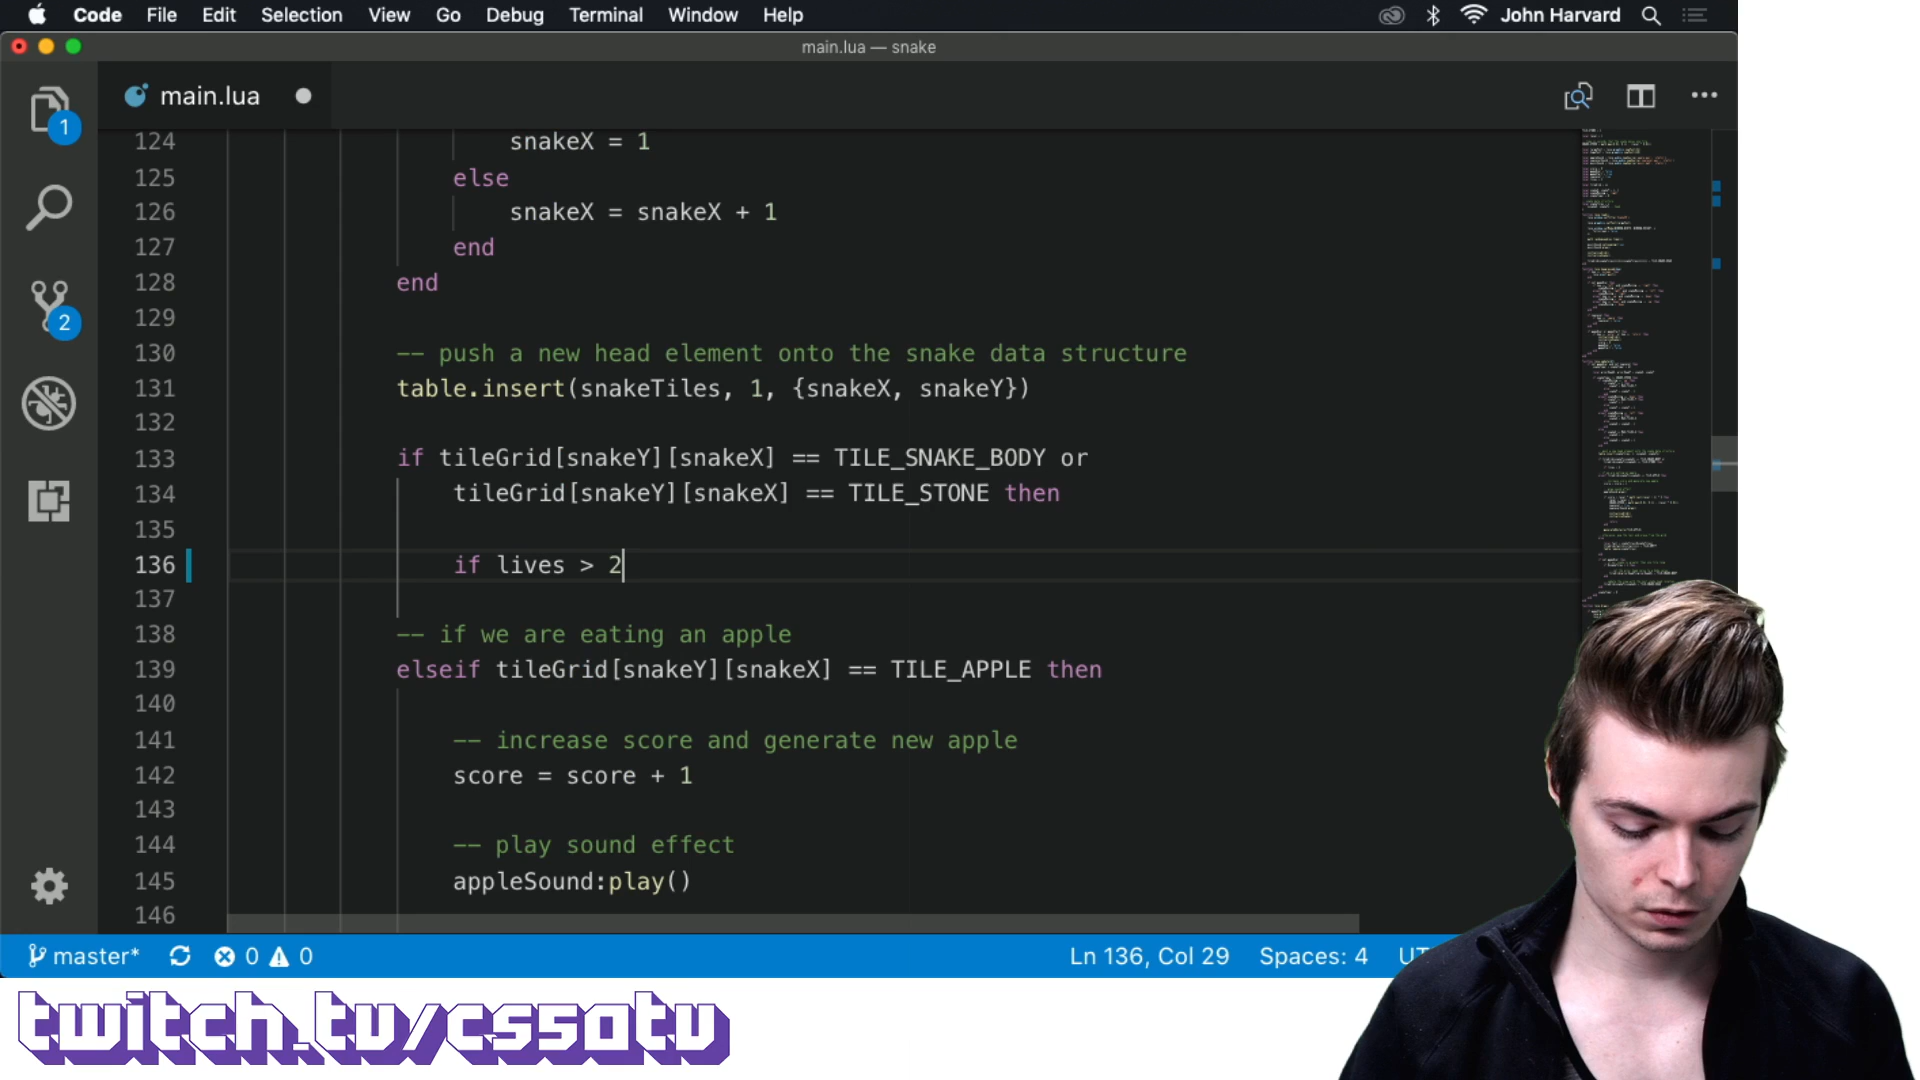 Code File Edit Selection View Go Debug Terminal Window Help John Harvard
main.lua — snake
main.lua
1
2
124 snakeX = 1
125 else
126 snakeX = snakeX + 1
127 end
128 end
129
130 -- push a new head element onto the snake data structure
131 table.insert(snakeTiles, 1, {snakeX, snakeY})
132
133 if tileGrid[snakeY][snakeX] == TILE_SNAKE_BODY or
134 tileGrid[snakeY][snakeX] == TILE_STONE then
135
136 if lives > 2
137
138 -- if we are eating an apple
139 elseif tileGrid[snakeY][snakeX] == TILE_APPLE then
140
141 -- increase score and generate new apple
142 score = score + 1
143
144 -- play sound effect
145 appleSound:play()
146
master* 0 0 Ln 136, Col 29 Spaces: 4
twitch.tv/cs50tv